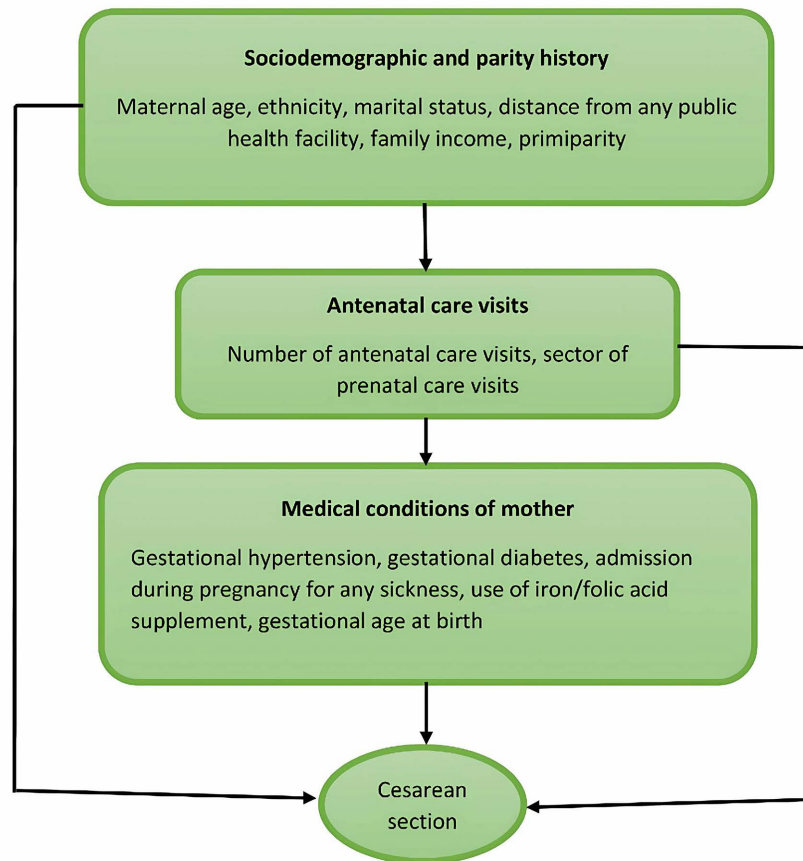 Sociodemographic and parity history
Maternal age, ethnicity, marital status, distance from any public
health facility, family income, primiparity
Antenatal care visits
Number of antenatal care visits, sector of
prenatal care visits
Medical conditions of mother
Gestational hypertension, gestational diabetes, admission
during pregnancy for any sickness, use of iron/folic acid
supplement, gestational age at birth
Cesarean
section